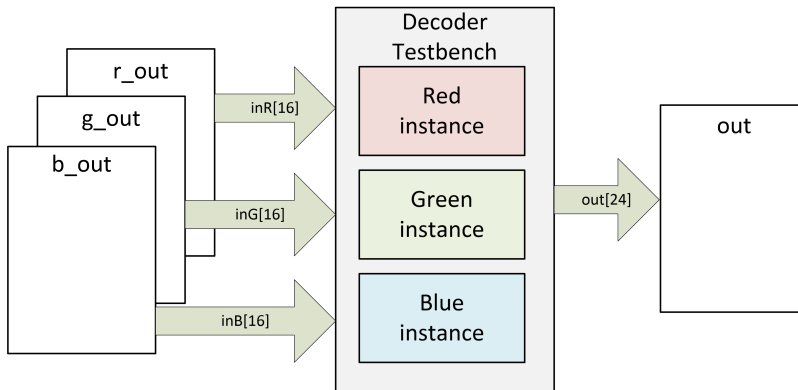 Decoder
Testbench
r_out
g_out
b_out
inR[16]
inG[16]
inB[16]
Red
instance
Green
instance
Blue
instance
out[24]
out